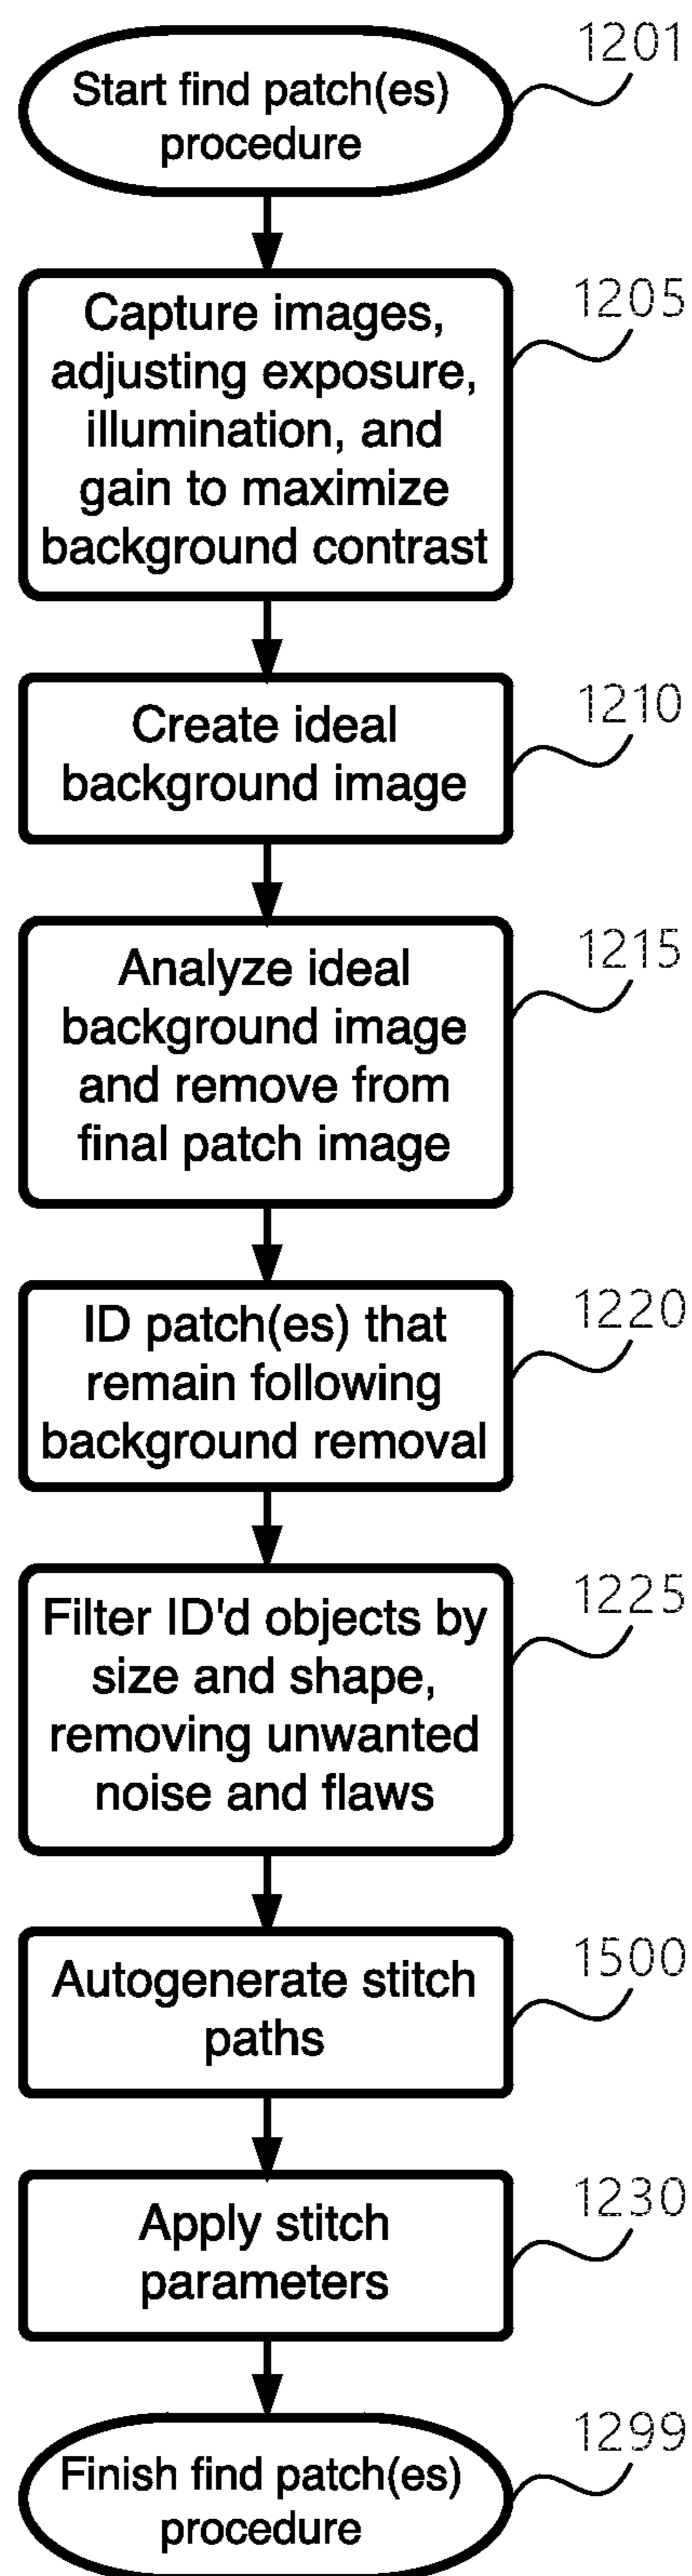 Start find patch(es)
procedure
1201
Capture images,
adjusting exposure,
illumination, and
gain to maximize
background contrast
1205
Create ideal
background image
1210
Analyze ideal
background image
and remove from
final patch image
1215
ID patch(es) that
remain following
background removal
1220
Filter ID'd objects by
size and shape,
removing unwanted
noise and flaws
1225
Autogenerate stitch
paths
1500
Apply stitch
parameters
1230
Finish find patch(es)
procedure
1299